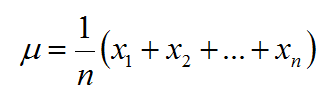 μ = 1/n (x₁ + x₂ + ... + xₙ)